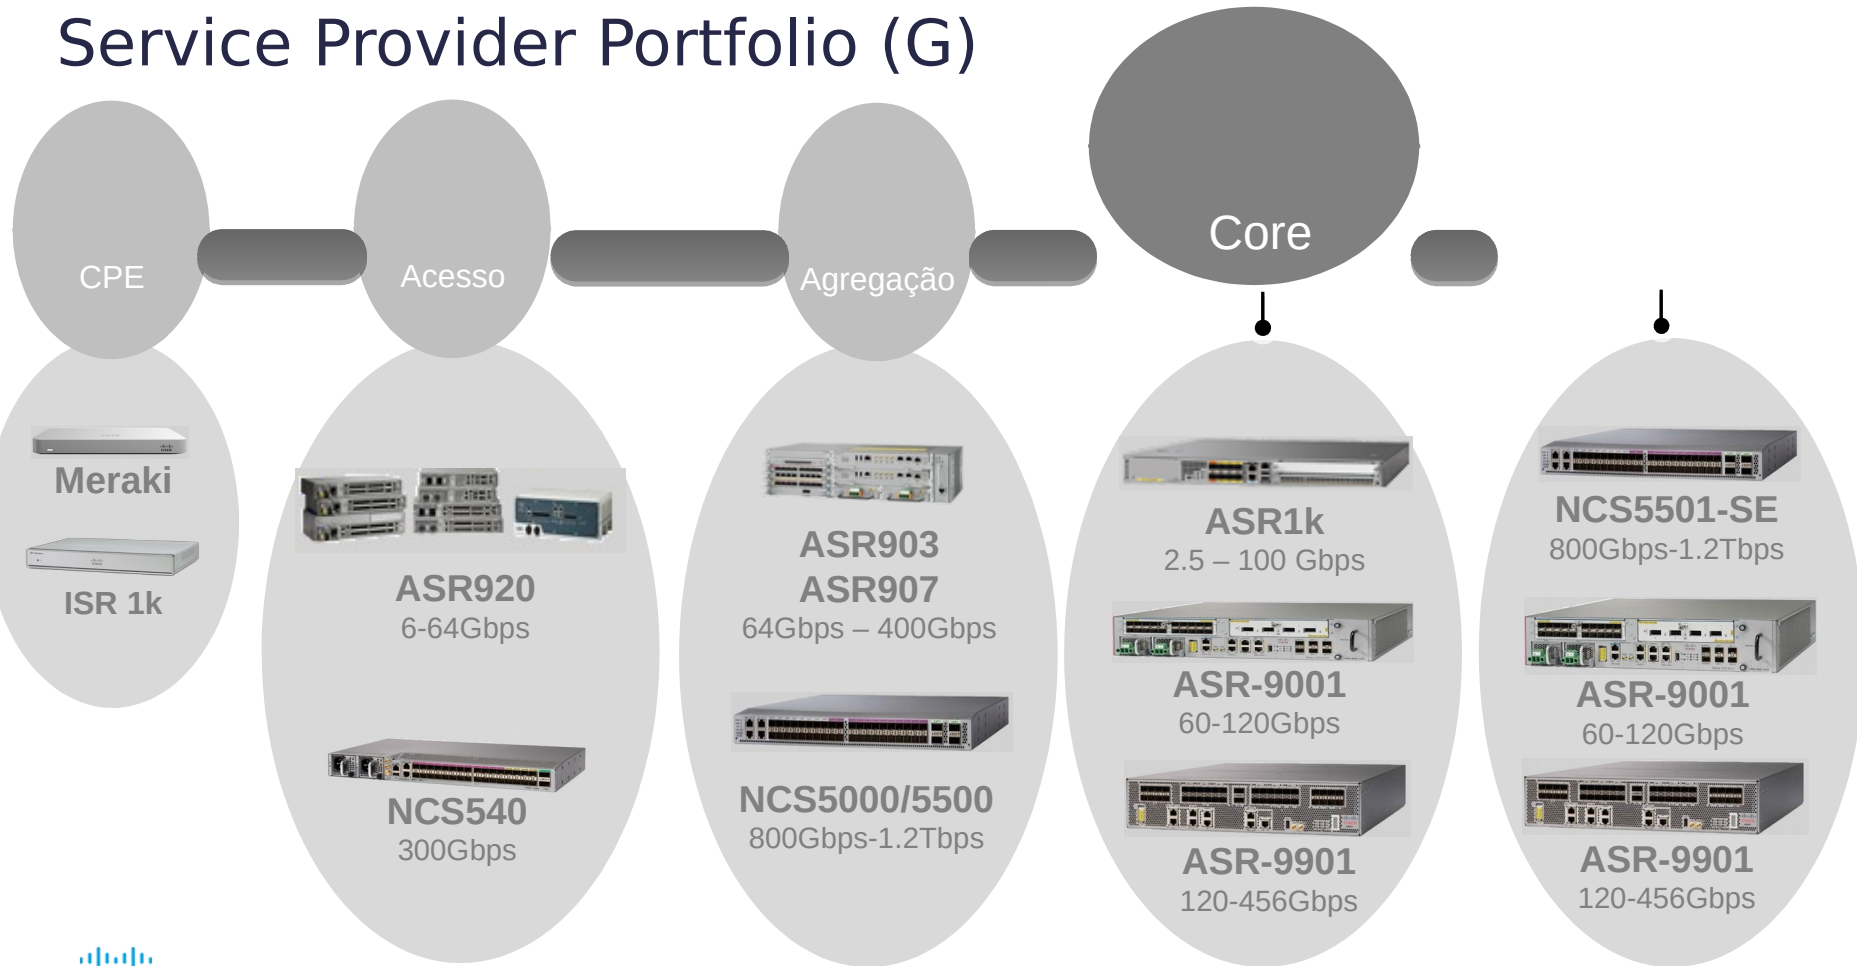 Service Provider Portfolio (G)
CPE
Acesso
Agregação
Core
Meraki
ISR 1k
ASR920
6-64Gbps
NCS540
300Gbps
ASR903
ASR907
64Gbps – 400Gbps
NCS5000/5500
800Gbps-1.2Tbps
ASR1k
2.5 – 100 Gbps
ASR-9001
60-120Gbps
ASR-9901
120-456Gbps
NCS5501-SE
800Gbps-1.2Tbps
ASR-9001
60-120Gbps
ASR-9901
120-456Gbps